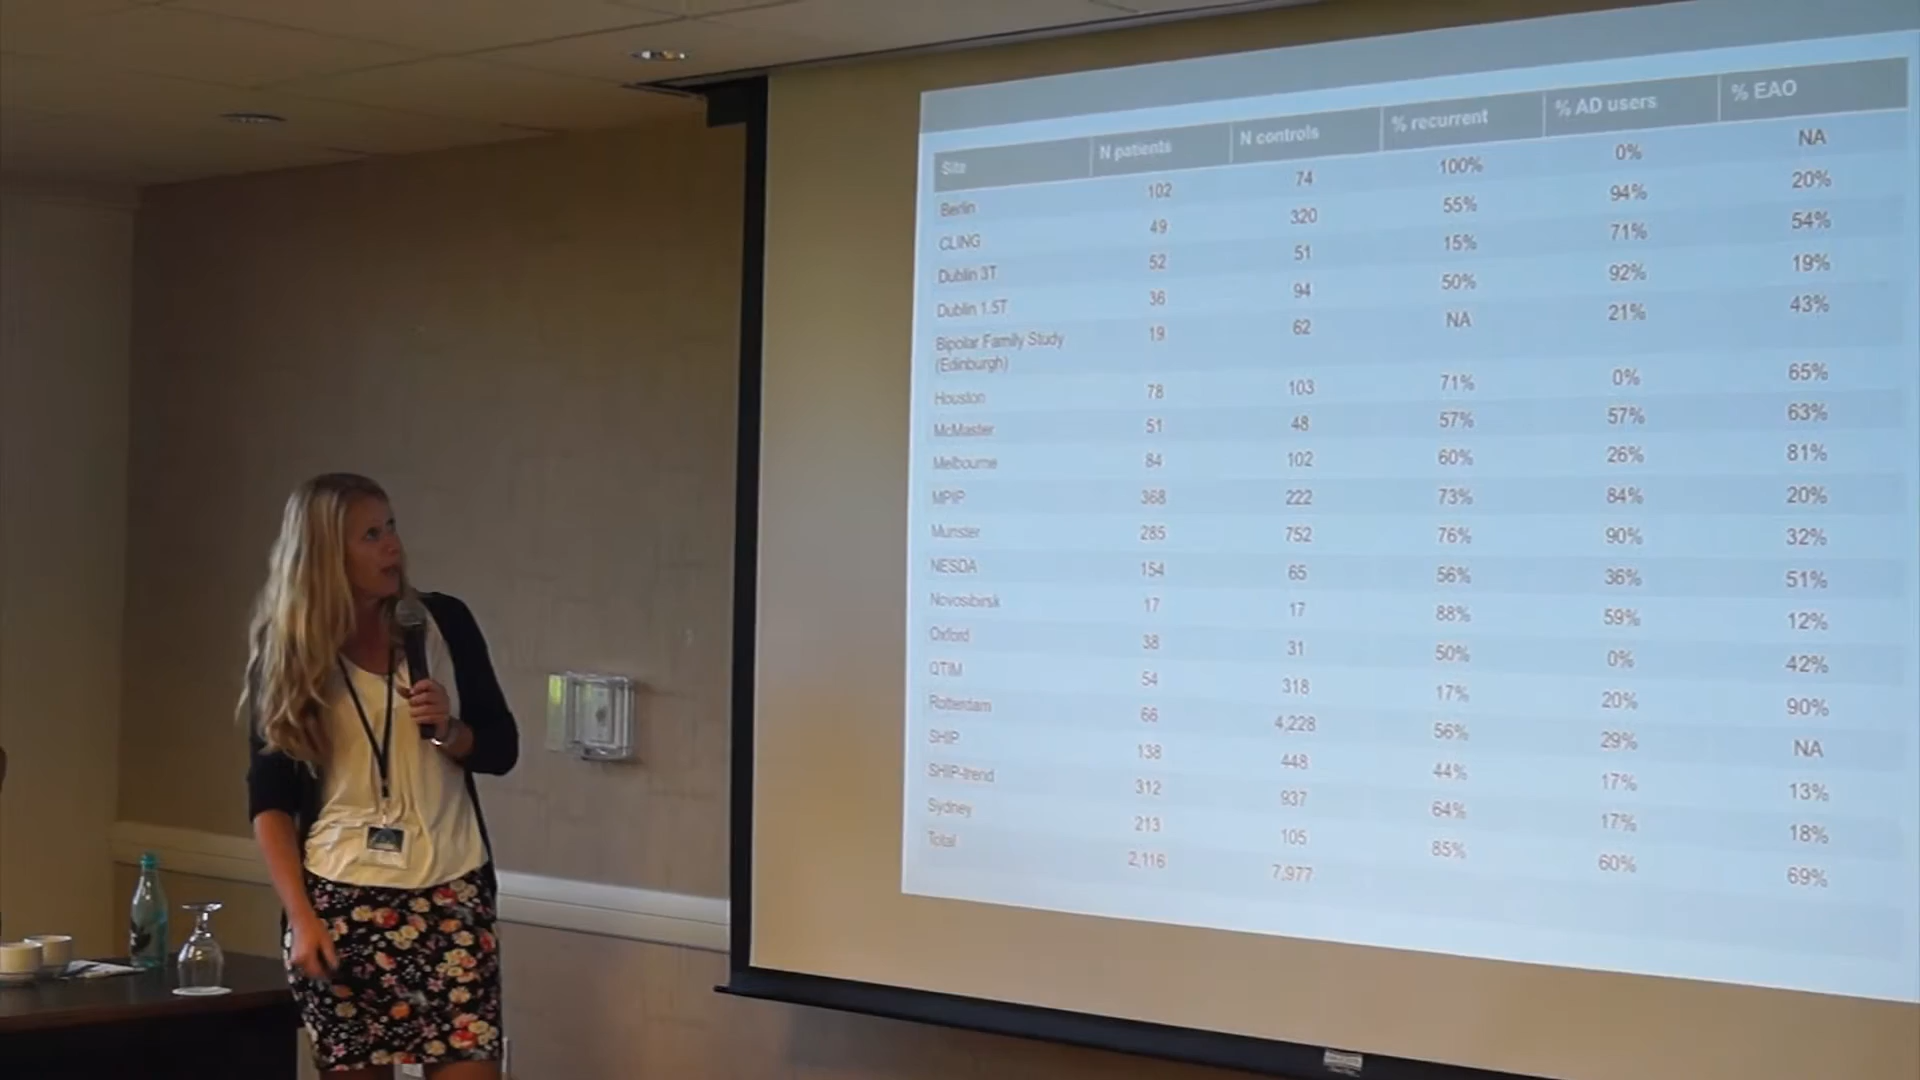 Site N patients N controls % recurrent % AD users % EAO
Berlin 102 74 100% 0% NA
CLING 49 320 55% 94% 20%
Dublin 3T 52 51 15% 71% 54%
Dublin 1.5T 36 94 50% 92% 19%
Bipolar Family Study 19 62 NA 21% 43%
(Edinburgh)
Houston 78 103 71% 0% 65%
McMaster 51 48 57% 57% 63%
Melbourne 84 102 60% 26% 81%
MPIP 368 222 73% 84% 20%
Munster 285 752 76% 90% 32%
NESDA 154 65 56% 36% 51%
Novosibirsk 17 17 88% 59% 12%
Oxford 38 31 50% 0% 42%
QTIM 54 318 17% 20% 90%
Rotterdam 66 4,228 56% 29% NA
SHIP 138 448 44% 17% 13%
SHIP-trend 312 937 64% 17% 18%
Sydney 213 105 85% 60% 69%
Total 2,116 7,977